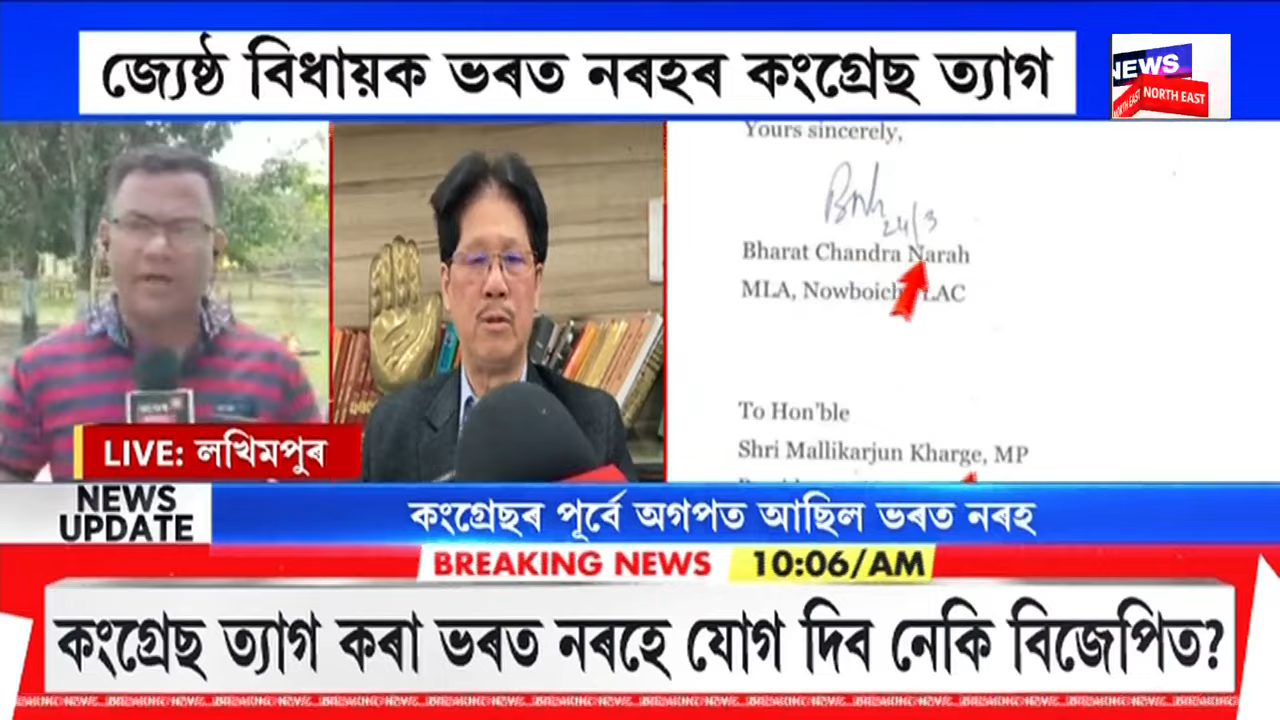 জ্যেষ্ঠ বিধায়ক ভৰত নৰহৰ কংগ্ৰেছ ত্যাগ
NEWS
NORTH EAST
NORTH EAST
Yours sincerely,
24/3
Bharat Chandra Narah
MLA, LAC
To Hon'ble
Shri Mallikarjun Kharge, MP
LIVE: লখিমপুৰ
NEWS UPDATE
কংগ্ৰেছৰ পূৰ্বে অগপত আছিল ভৰত নৰহ
BREAKING NEWS 10:06/AM
কংগ্ৰেছ ত্যাগ কৰা ভৰত নৰহে যোগ দিব নেকি বিজেপিত?